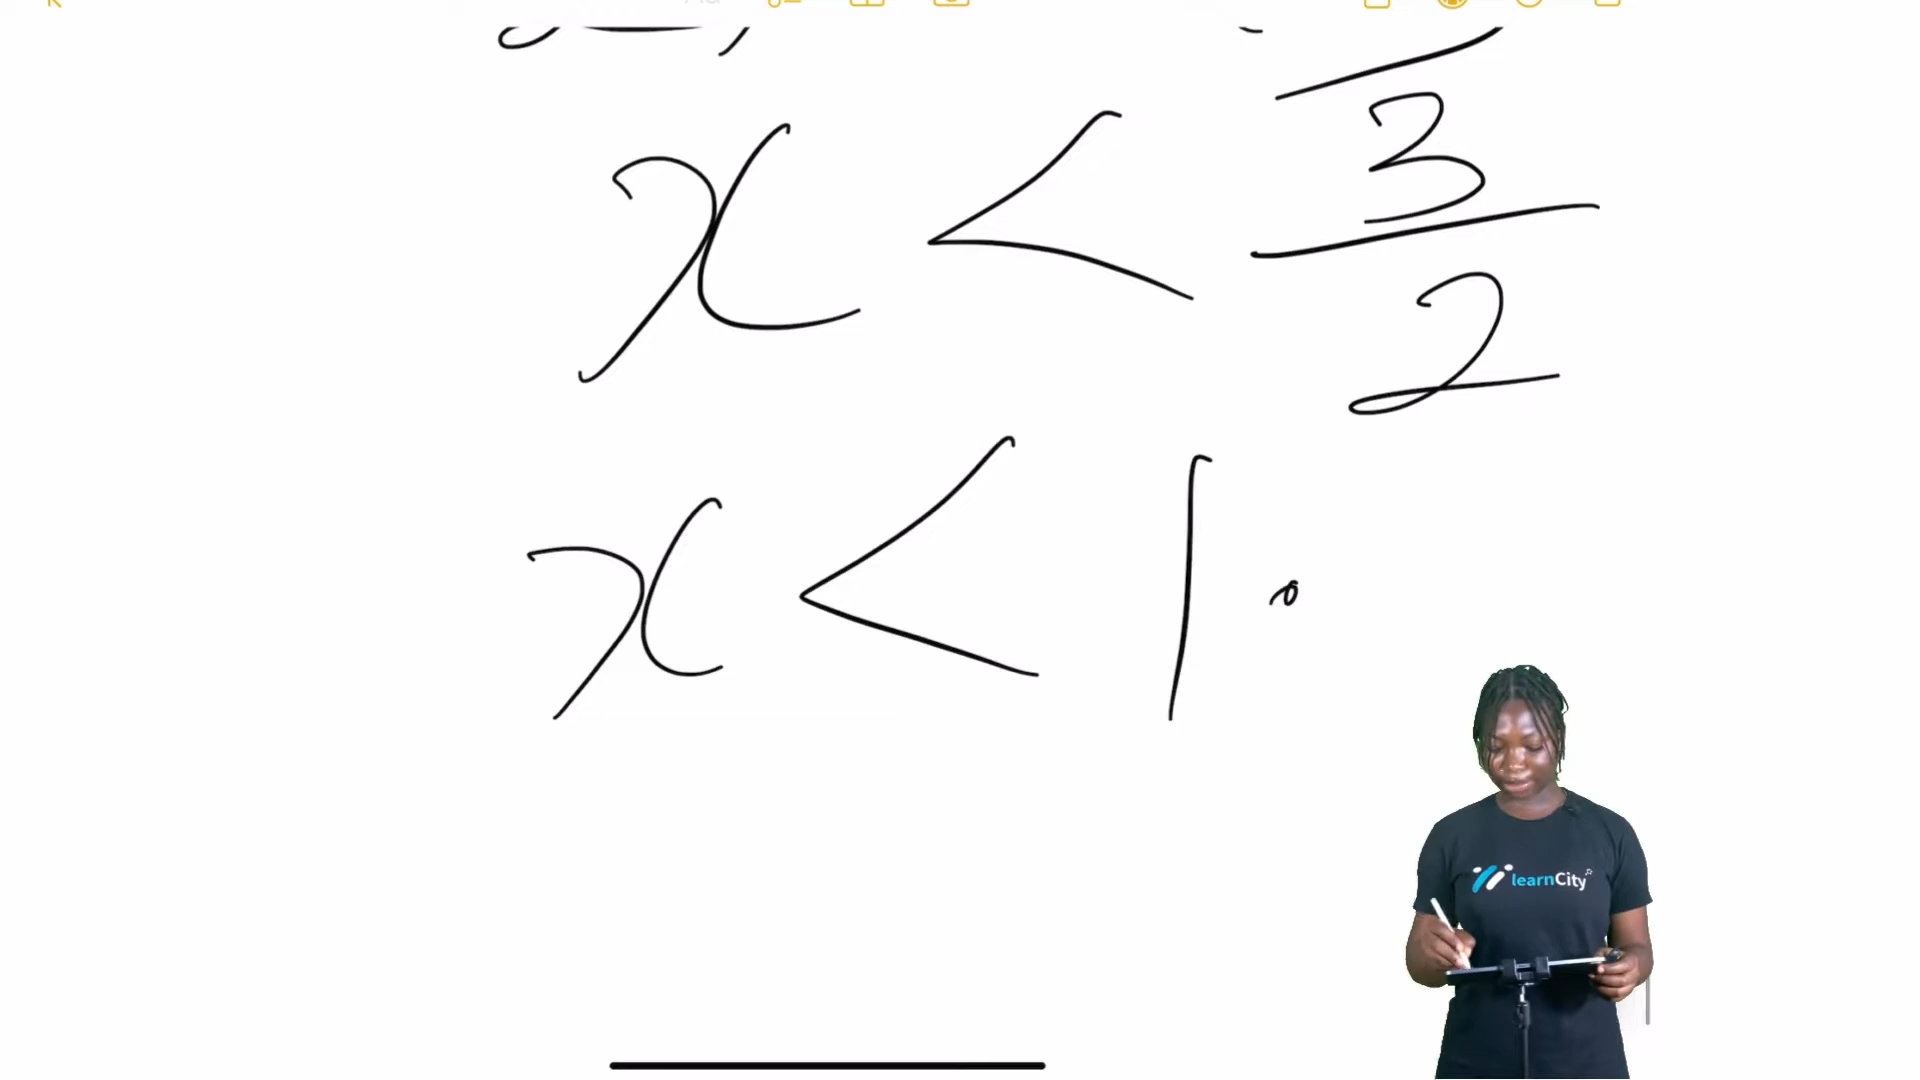 x < 3/2
x < 1.
learnCity